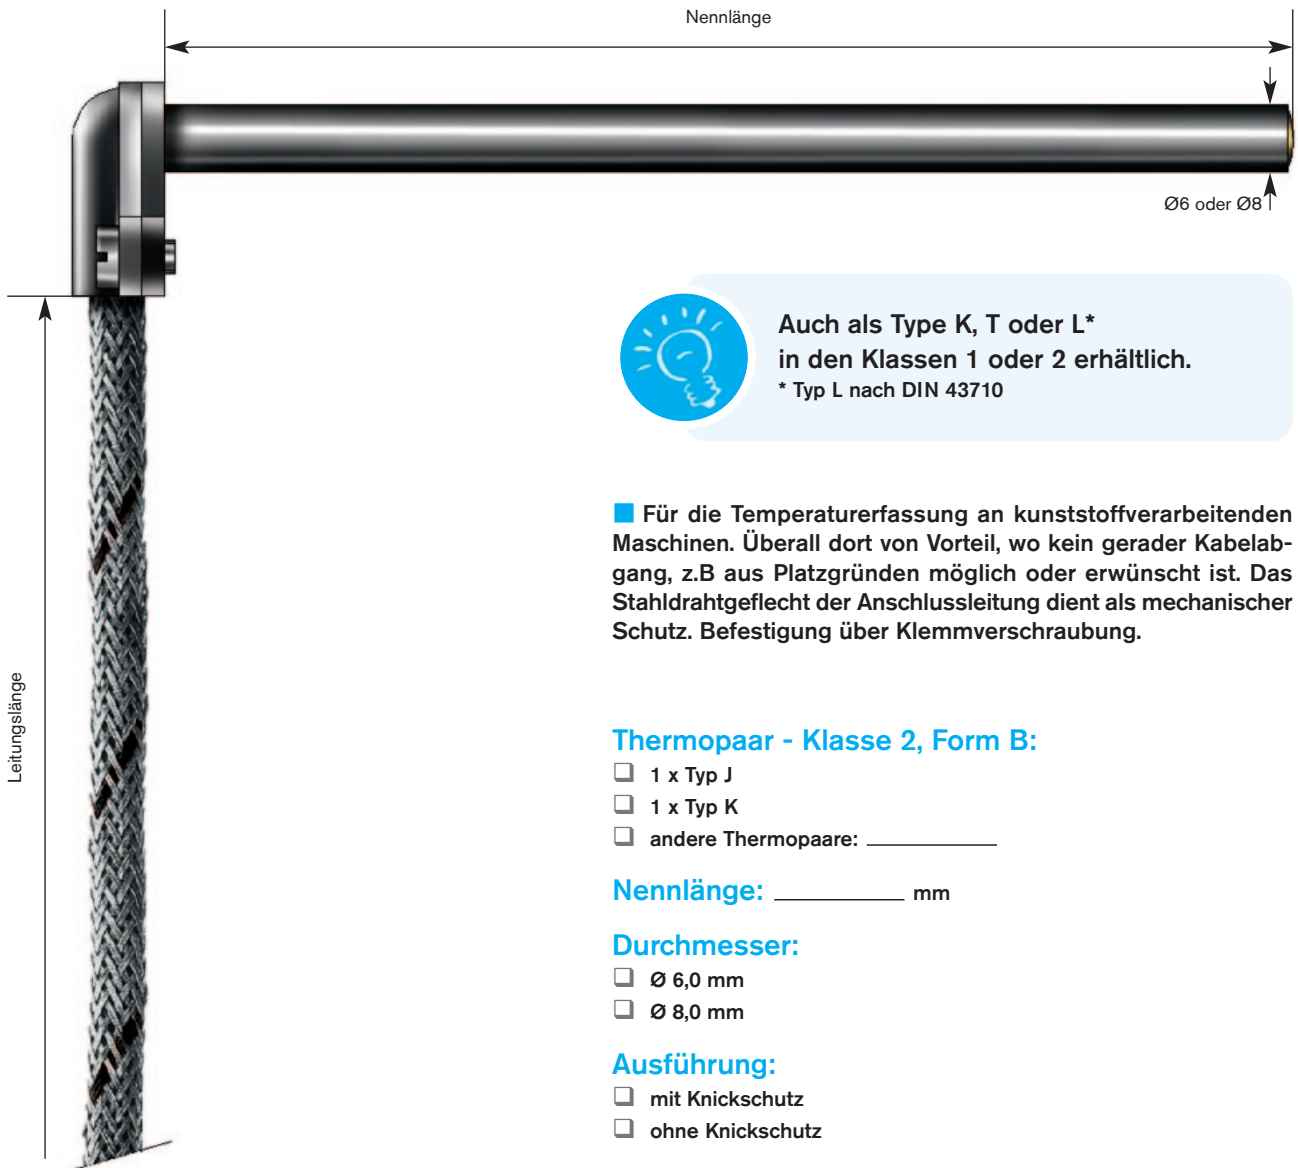 Nennlänge
Ø6 oder Ø8
Auch als Type K, T oder L*
in den Klassen 1 oder 2 erhältlich.
* Typ L nach DIN 43710
Für die Temperaturerfassung an kunststoffverarbeitenden
Maschinen. Überall dort von Vorteil, wo kein gerader Kabelab-
gang, z.B aus Platzgründen möglich oder erwünscht ist. Das
Stahldrahtgeflecht der Anschlussleitung dient als mechanischer
Schutz. Befestigung über Klemmverschraubung.
Leitungslänge
Thermopaar - Klasse 2, Form B:
1 x Typ J
1 x Typ K
andere Thermopaare:
Nennlänge: mm
Durchmesser:
Ø 6,0 mm
Ø 8,0 mm
Ausführung:
mit Knickschutz
ohne Knickschutz